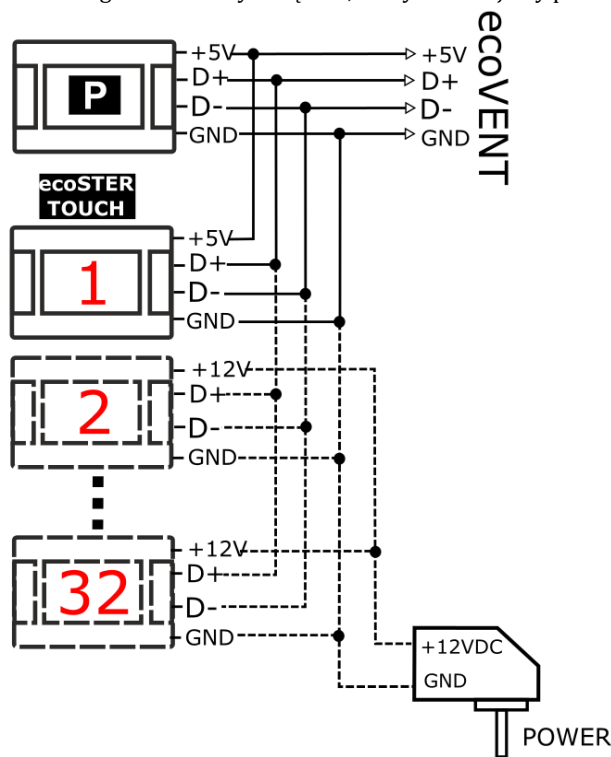 +5V
D+
D-
GND
P
+5V
D+
D-
GND
ecoVENT
ecoSTER
TOUCH
+5V
D+
D-
GND
1
+12V
D+
D-
GND
2
+12V
D+
D-
GND
32
+12VDC
GND
POWER